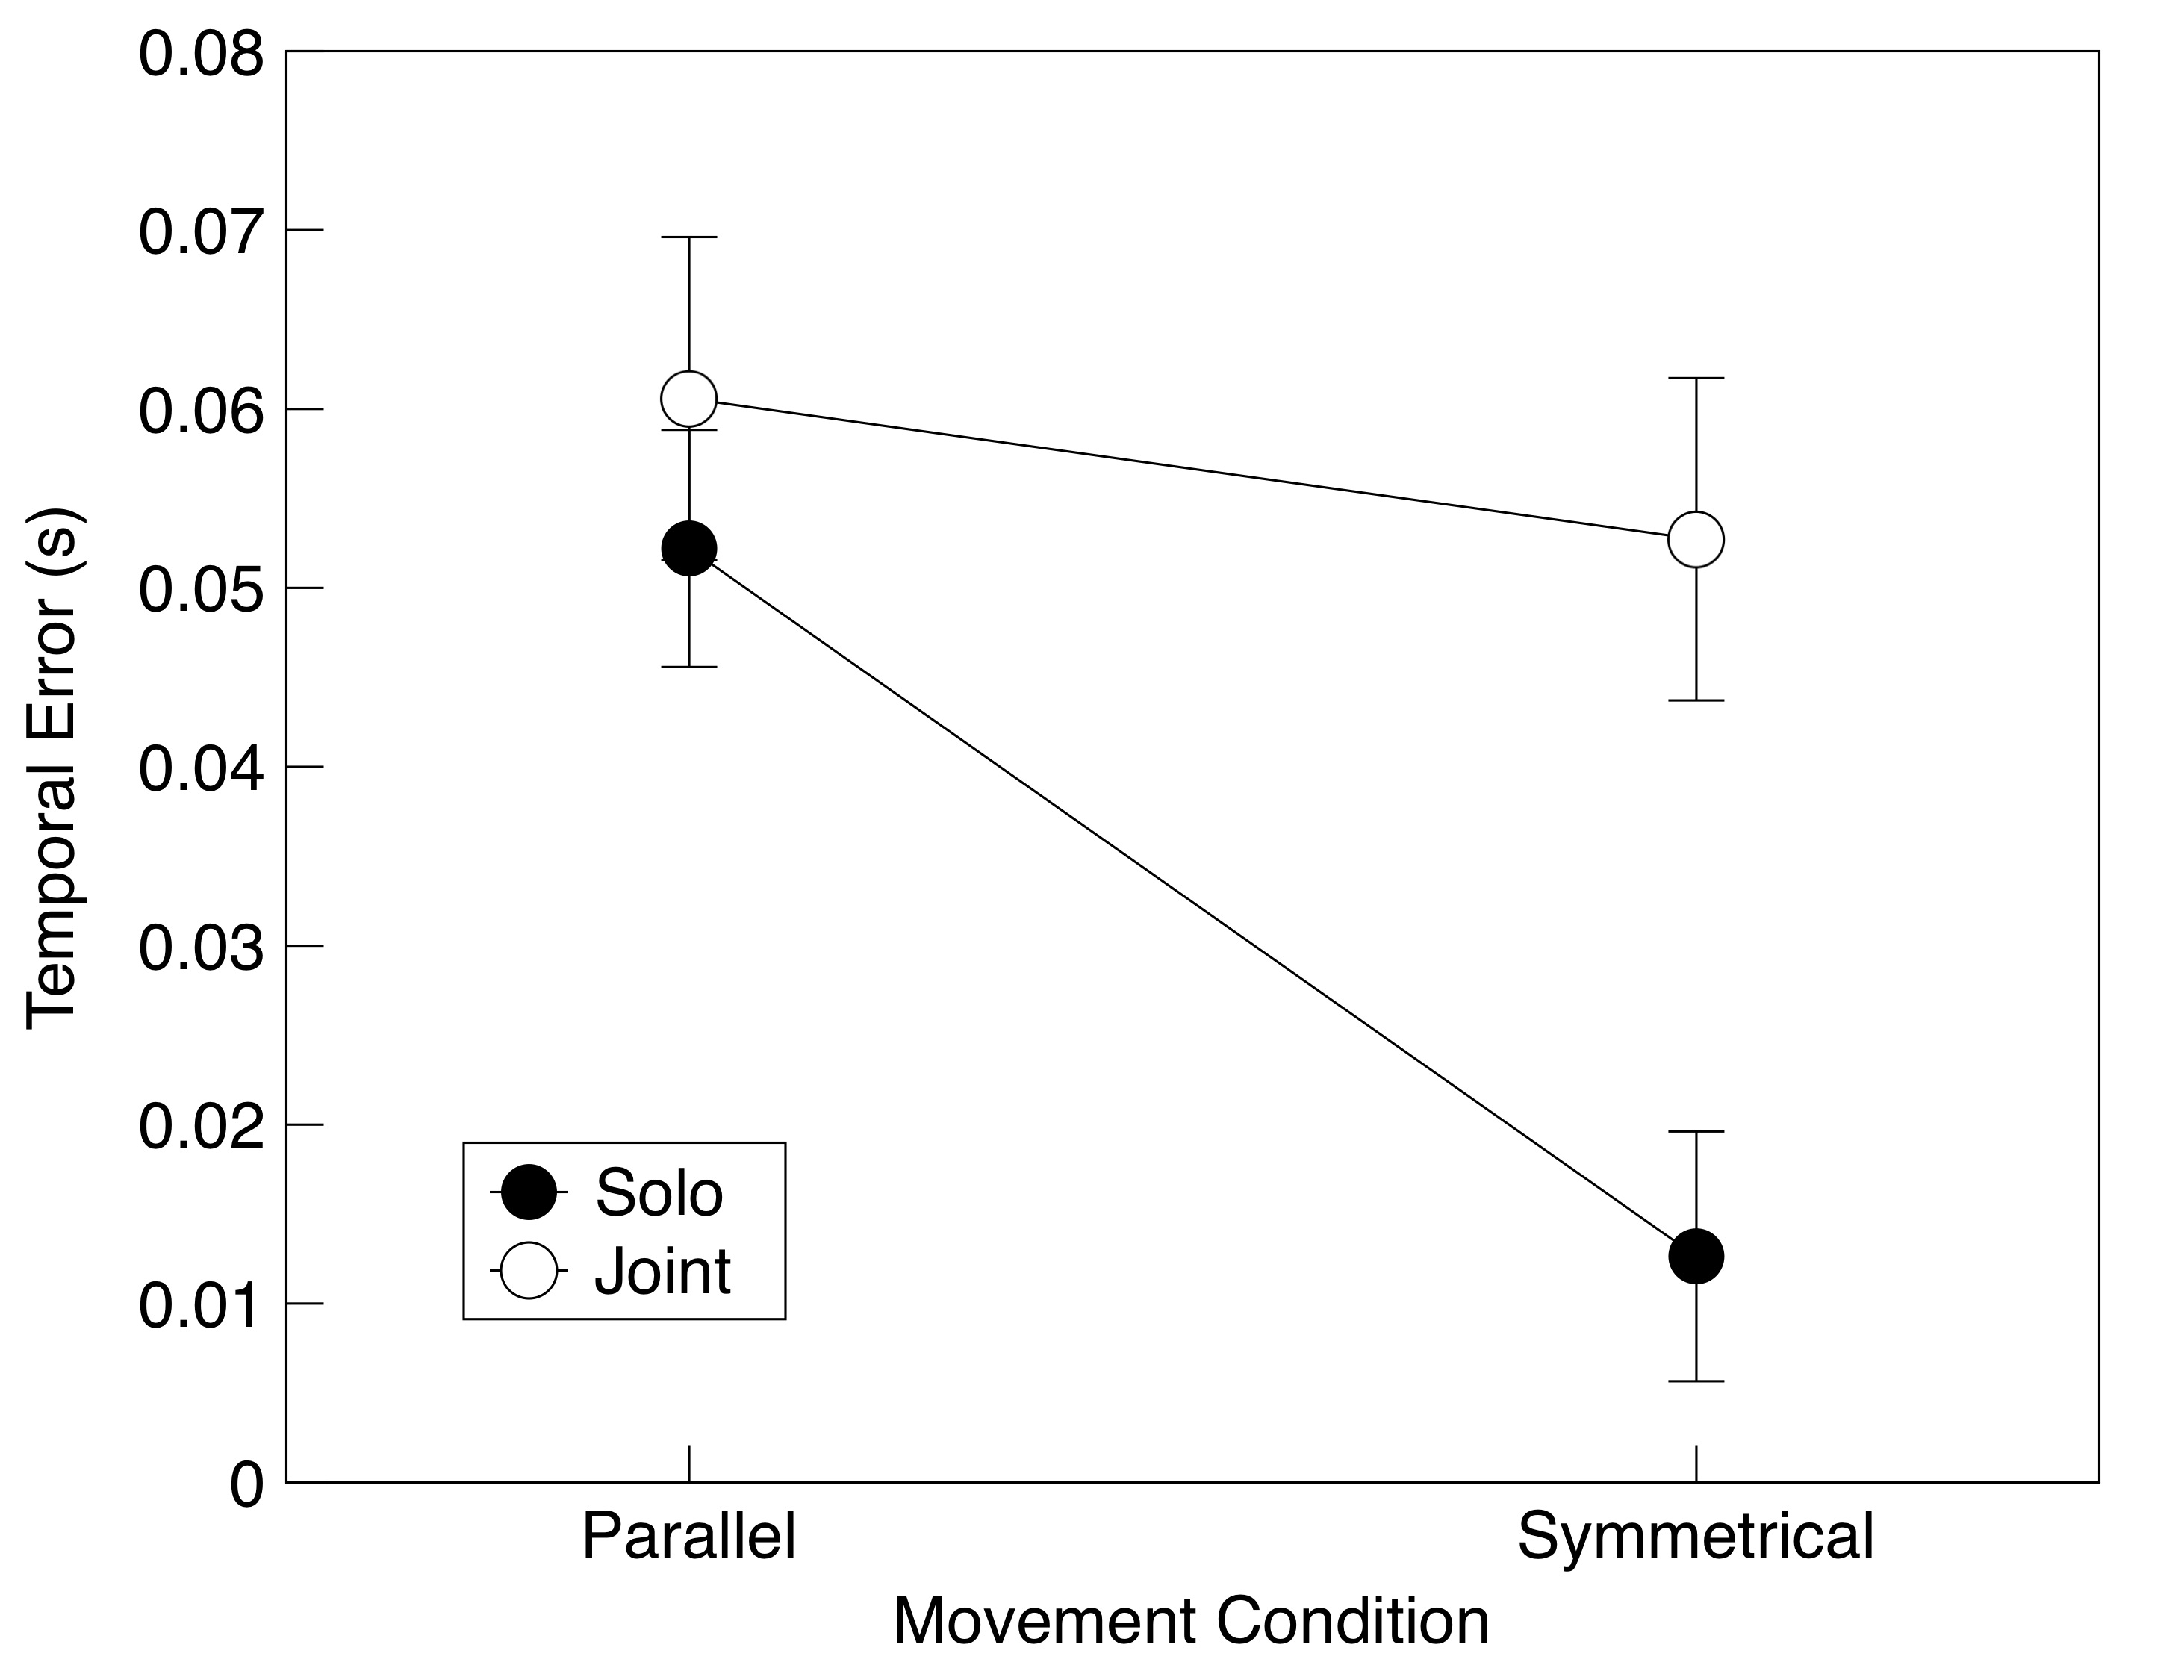 0.08
0.07
0.06
0.05
0.04
0.03
0.02
0.01
0
Temporal Error (s)
Solo
Joint
Parallel
Symmetrical
Movement Condition